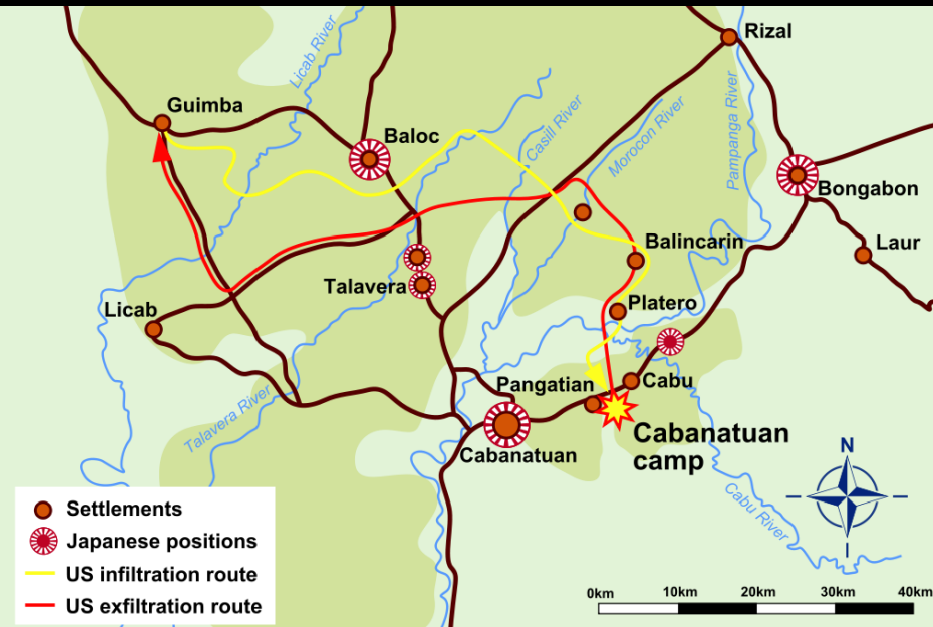 Rizal
Licab River
Guimba
Baloc
Casill River
Morocon River
Pampanga River
Bongabon
Laur
Balincarin
Talavera
Platero
Licab
Pangatian
Cabu
Talavera River
Cabanatuan
Cabanatuan
camp
Cabu River
N
Settlements
Japanese positions
US infiltration route
US exfiltration route
0km 10km 20km 30km 40km